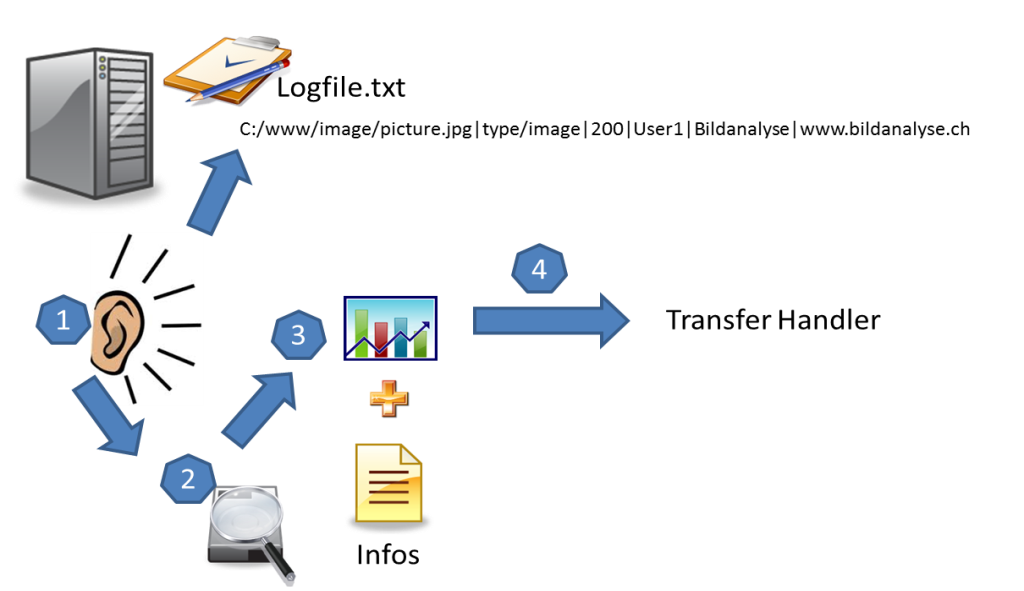 Logfile.txt
C:/www/image/picture.jpg|type/image|200|User1|Bildanalyse|www.bildanalyse.ch
4
1
3
Transfer Handler
2
Infos